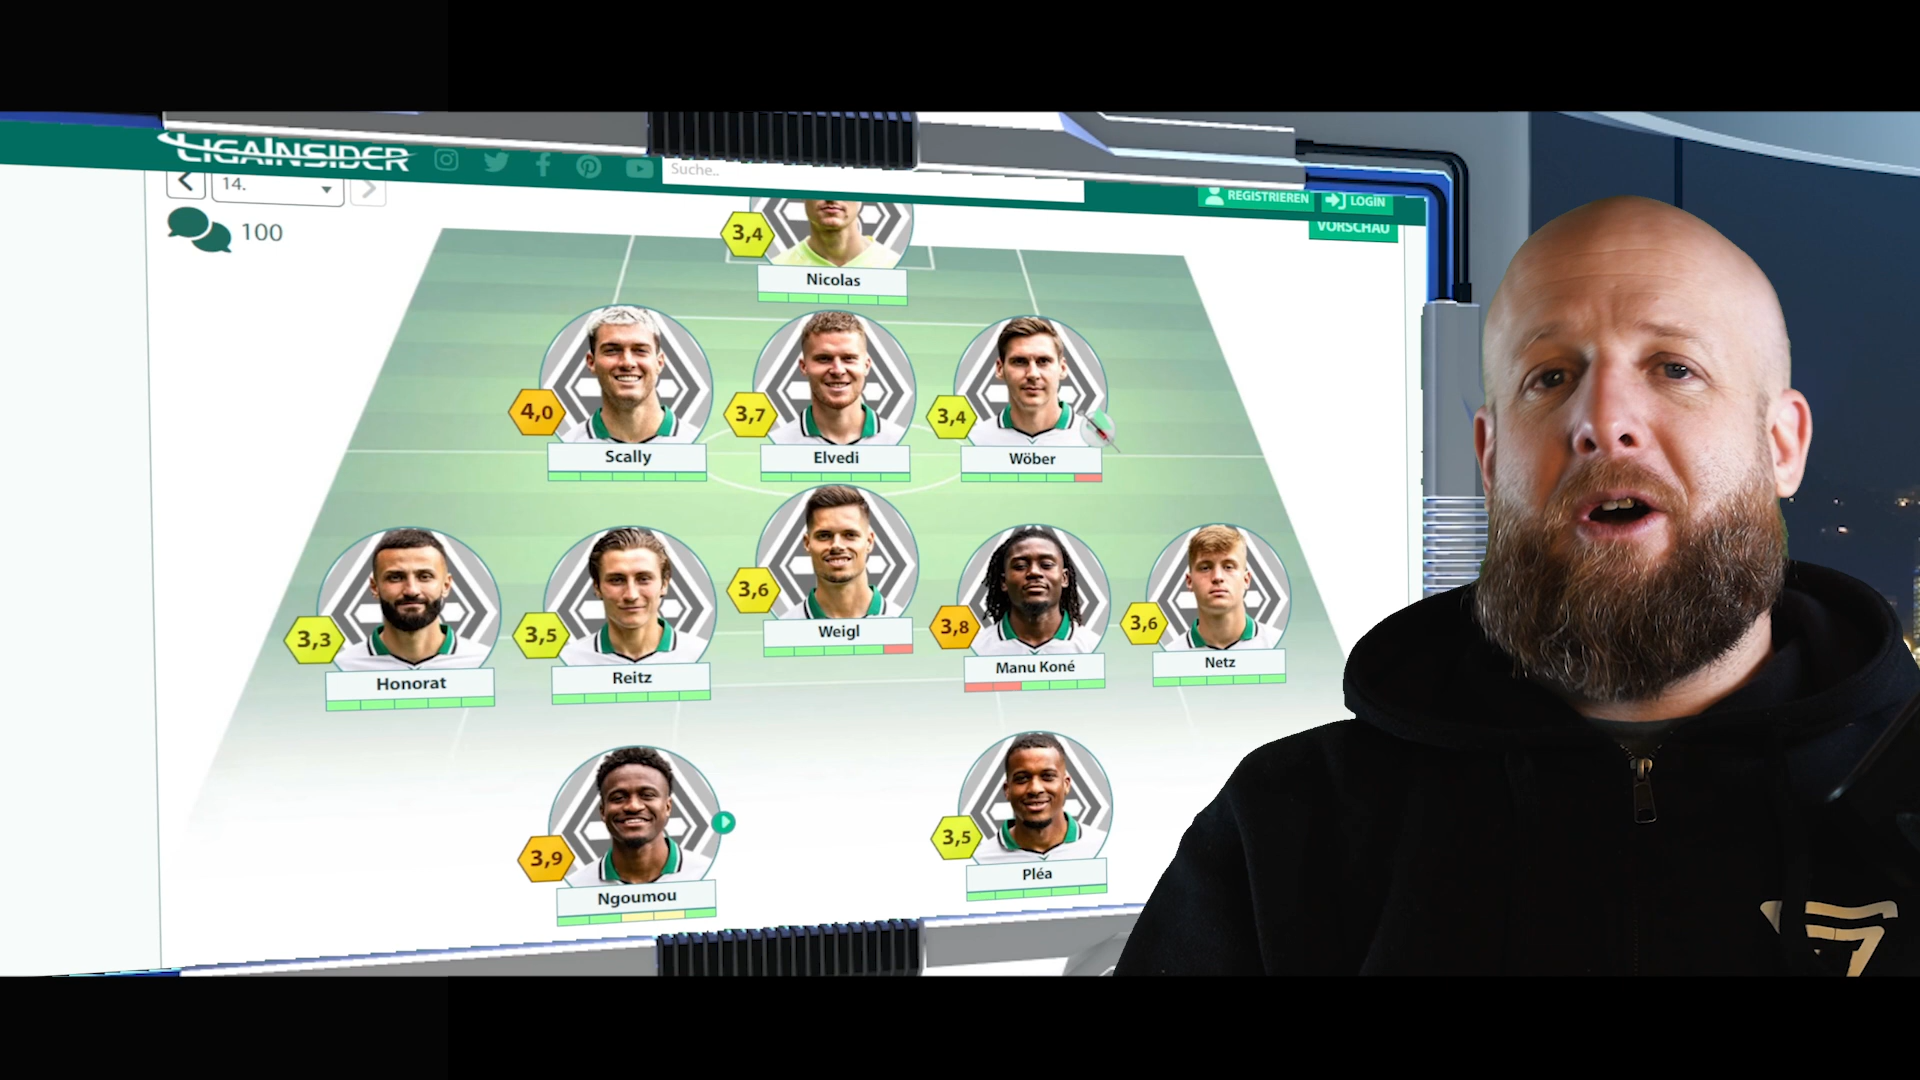 LIGAINSIDER
Suche..
REGISTRIEREN
LOGIN
14.
VORSCHAU
100
3,4
Nicolas
4,0
3,7
3,4
Scally
Elvedi
Wöber
3,3
3,5
3,6
3,8
3,6
Honorat
Reitz
Weigl
Manu Koné
Netz
3,9
3,5
Ngoumou
Pléa